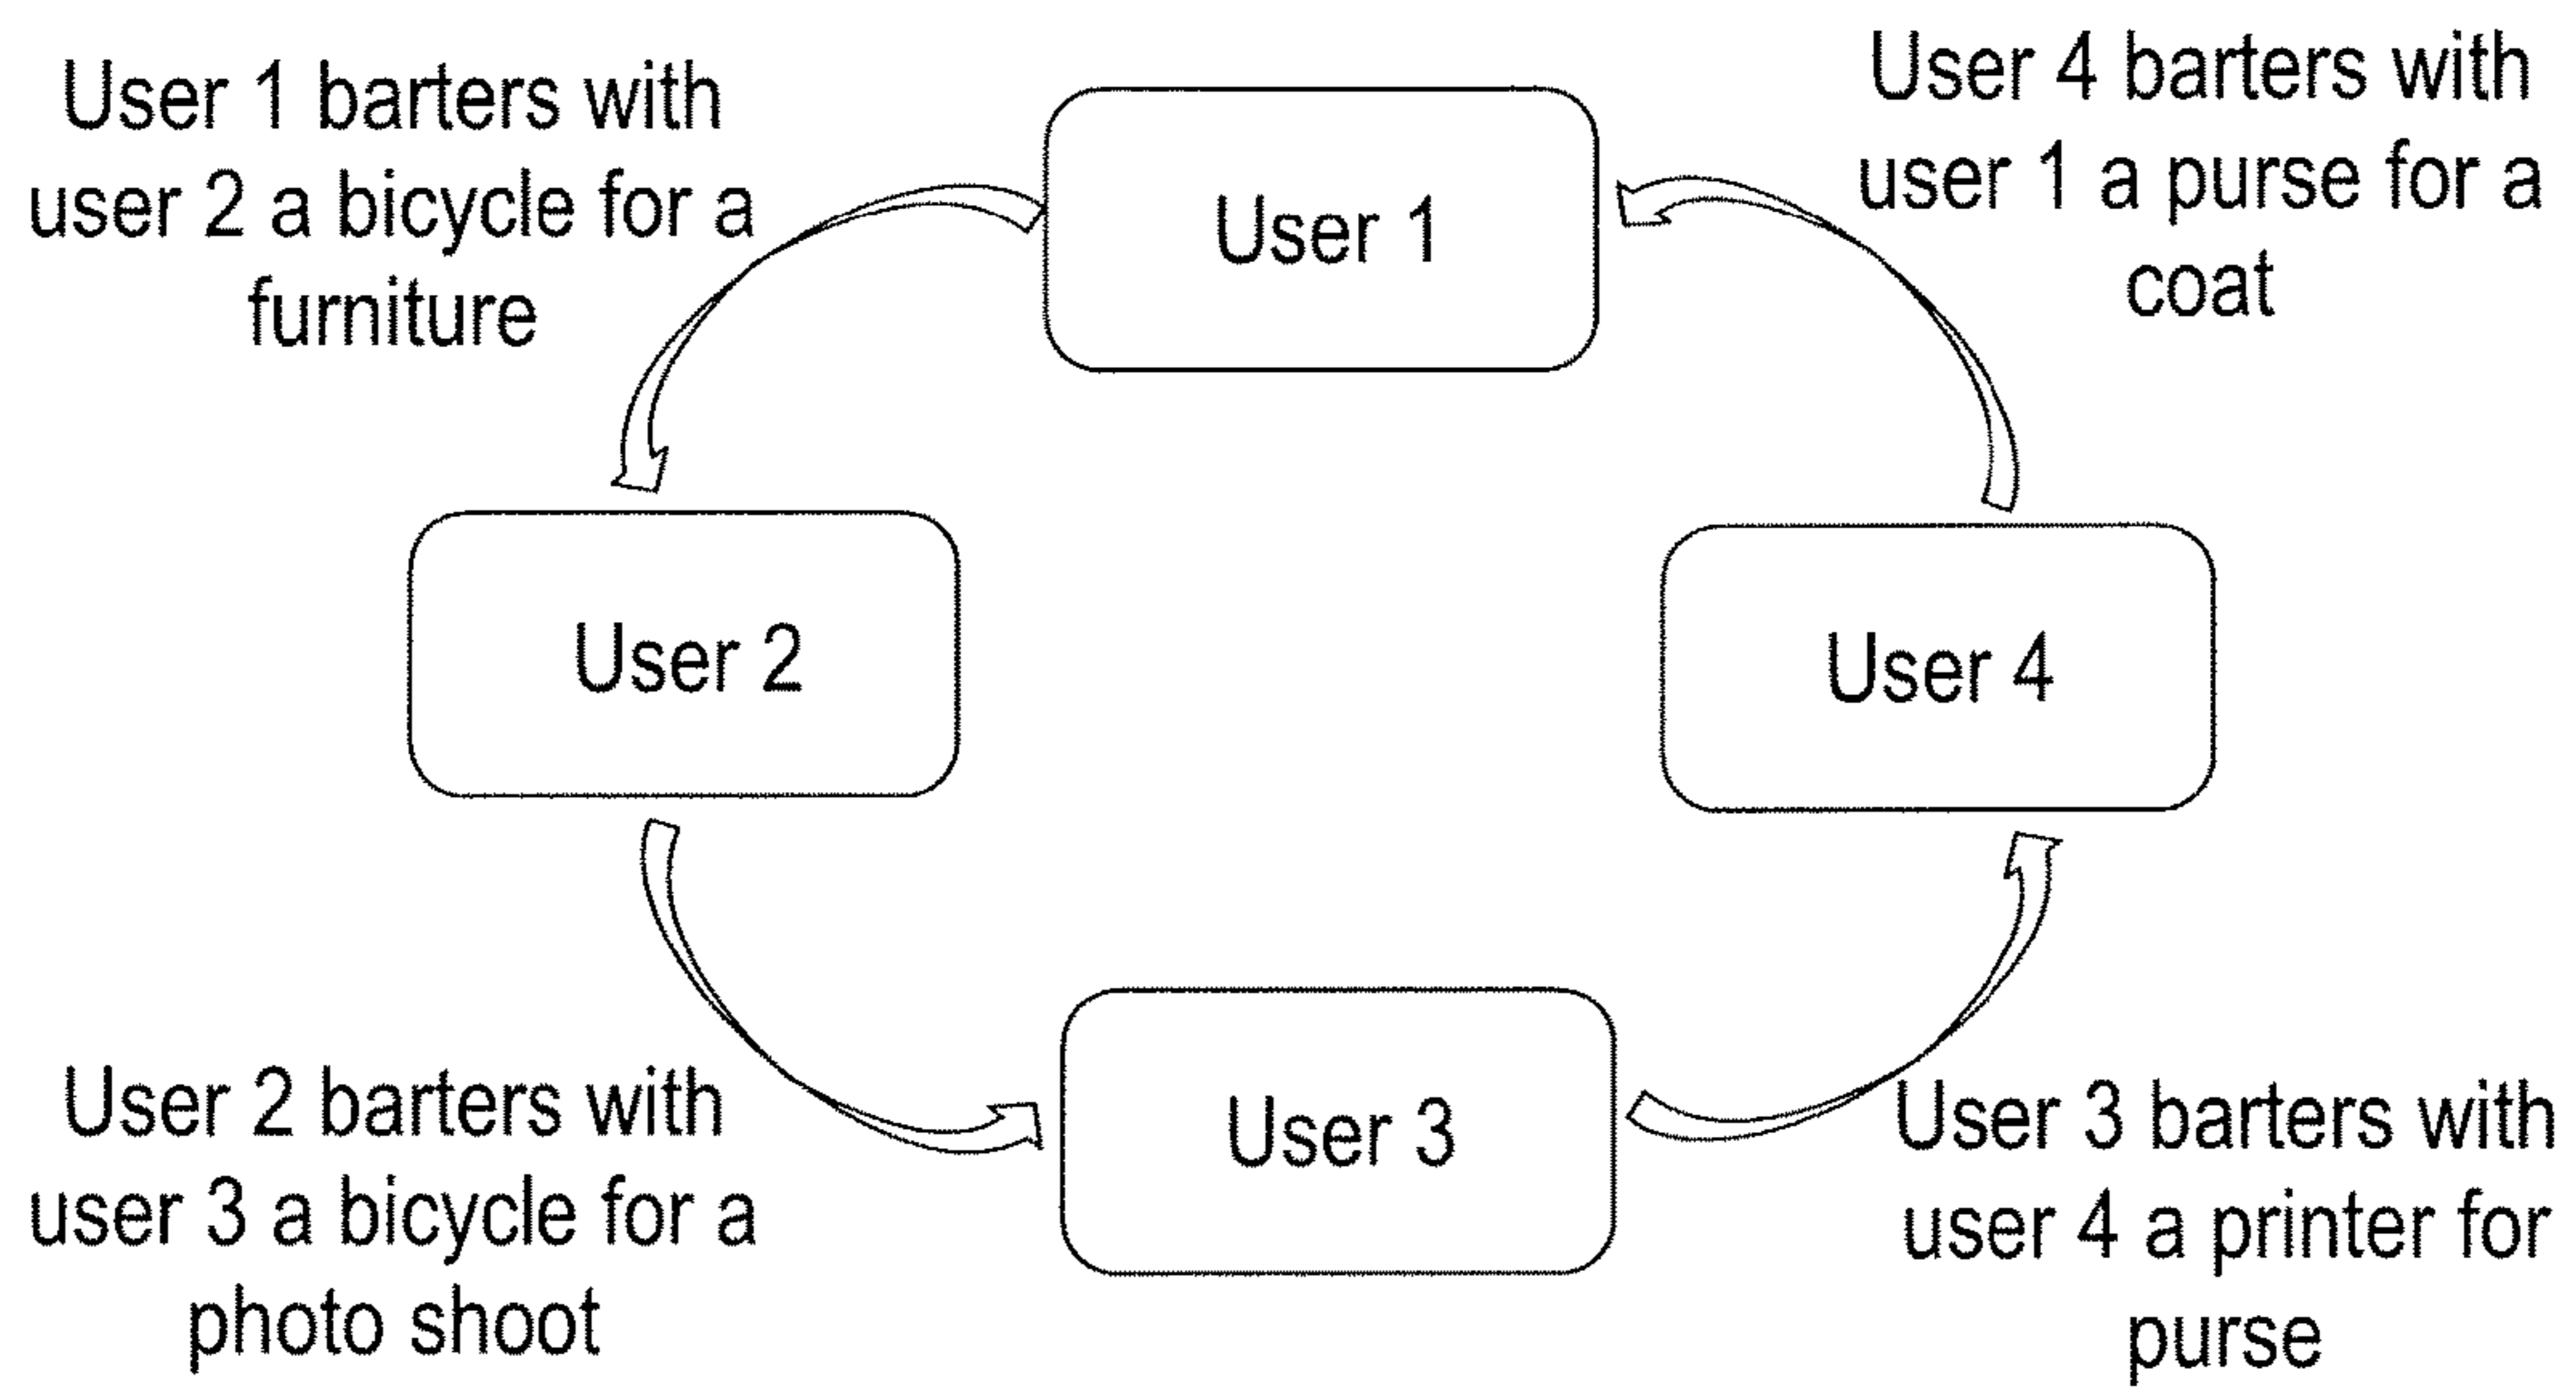 User 1 barters with
user 2 a bicycle for a
furniture
User 1
User 4 barters with
user 1 a purse for a
coat
User 2
User 4
User 2 barters with
user 3 a bicycle for a
photo shoot
User 3
User 3 barters with
user 4 a printer for
purse